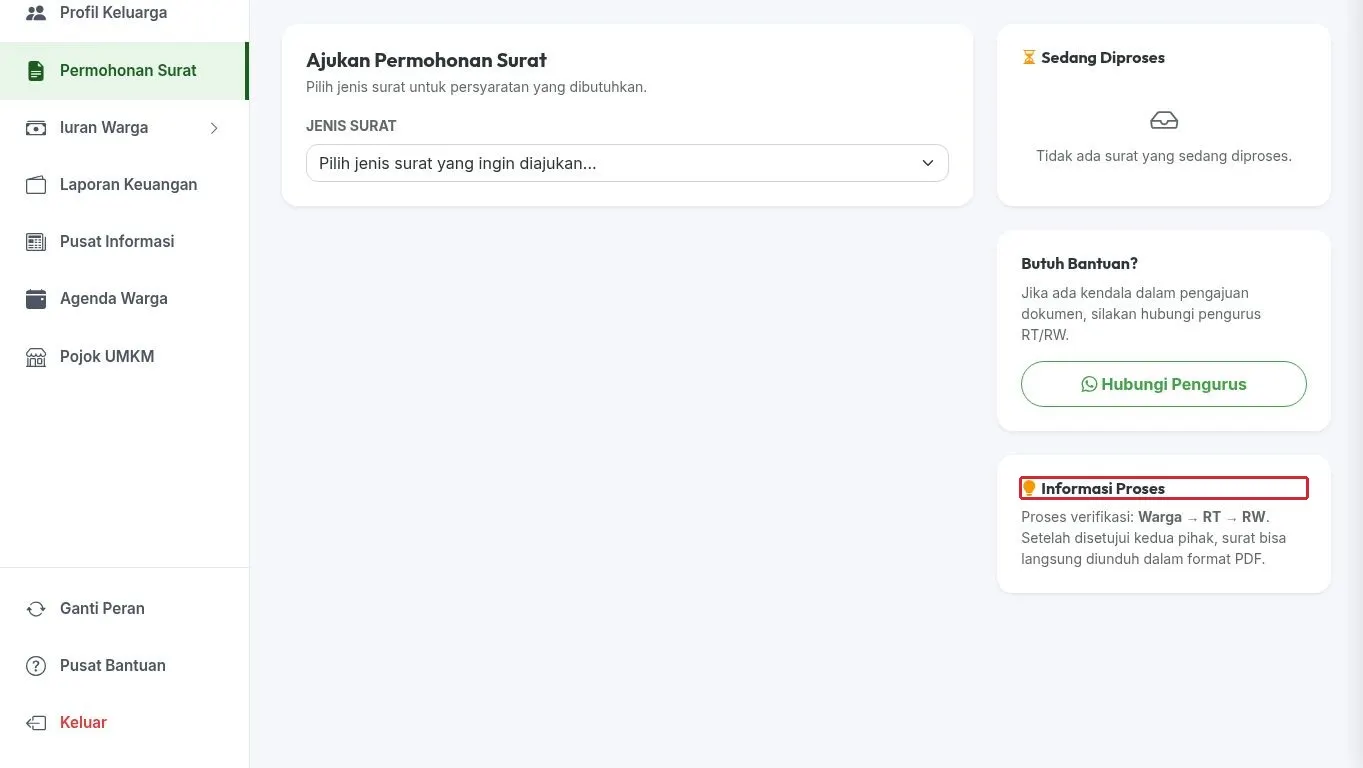 Profil Keluarga
Permohonan Surat
Iuran Warga
Laporan Keuangan
Pusat Informasi
Agenda Warga
Pojok UMKM
Ganti Peran
Pusat Bantuan
Keluar
Ajukan Permohonan Surat
Pilih jenis surat untuk persyaratan yang dibutuhkan.
JENIS SURAT
Pilih jenis surat yang ingin diajukan...
Sedang Diproses
Tidak ada surat yang sedang diproses.
Butuh Bantuan?
Jika ada kendala dalam pengajuan
dokumen, silakan hubungi pengurus
RT/RW.
Hubungi Pengurus
Informasi Proses
Proses verifikasi: Warga → RT → RW.
Setelah disetujui kedua pihak, surat bisa
langsung diunduh dalam format PDF.